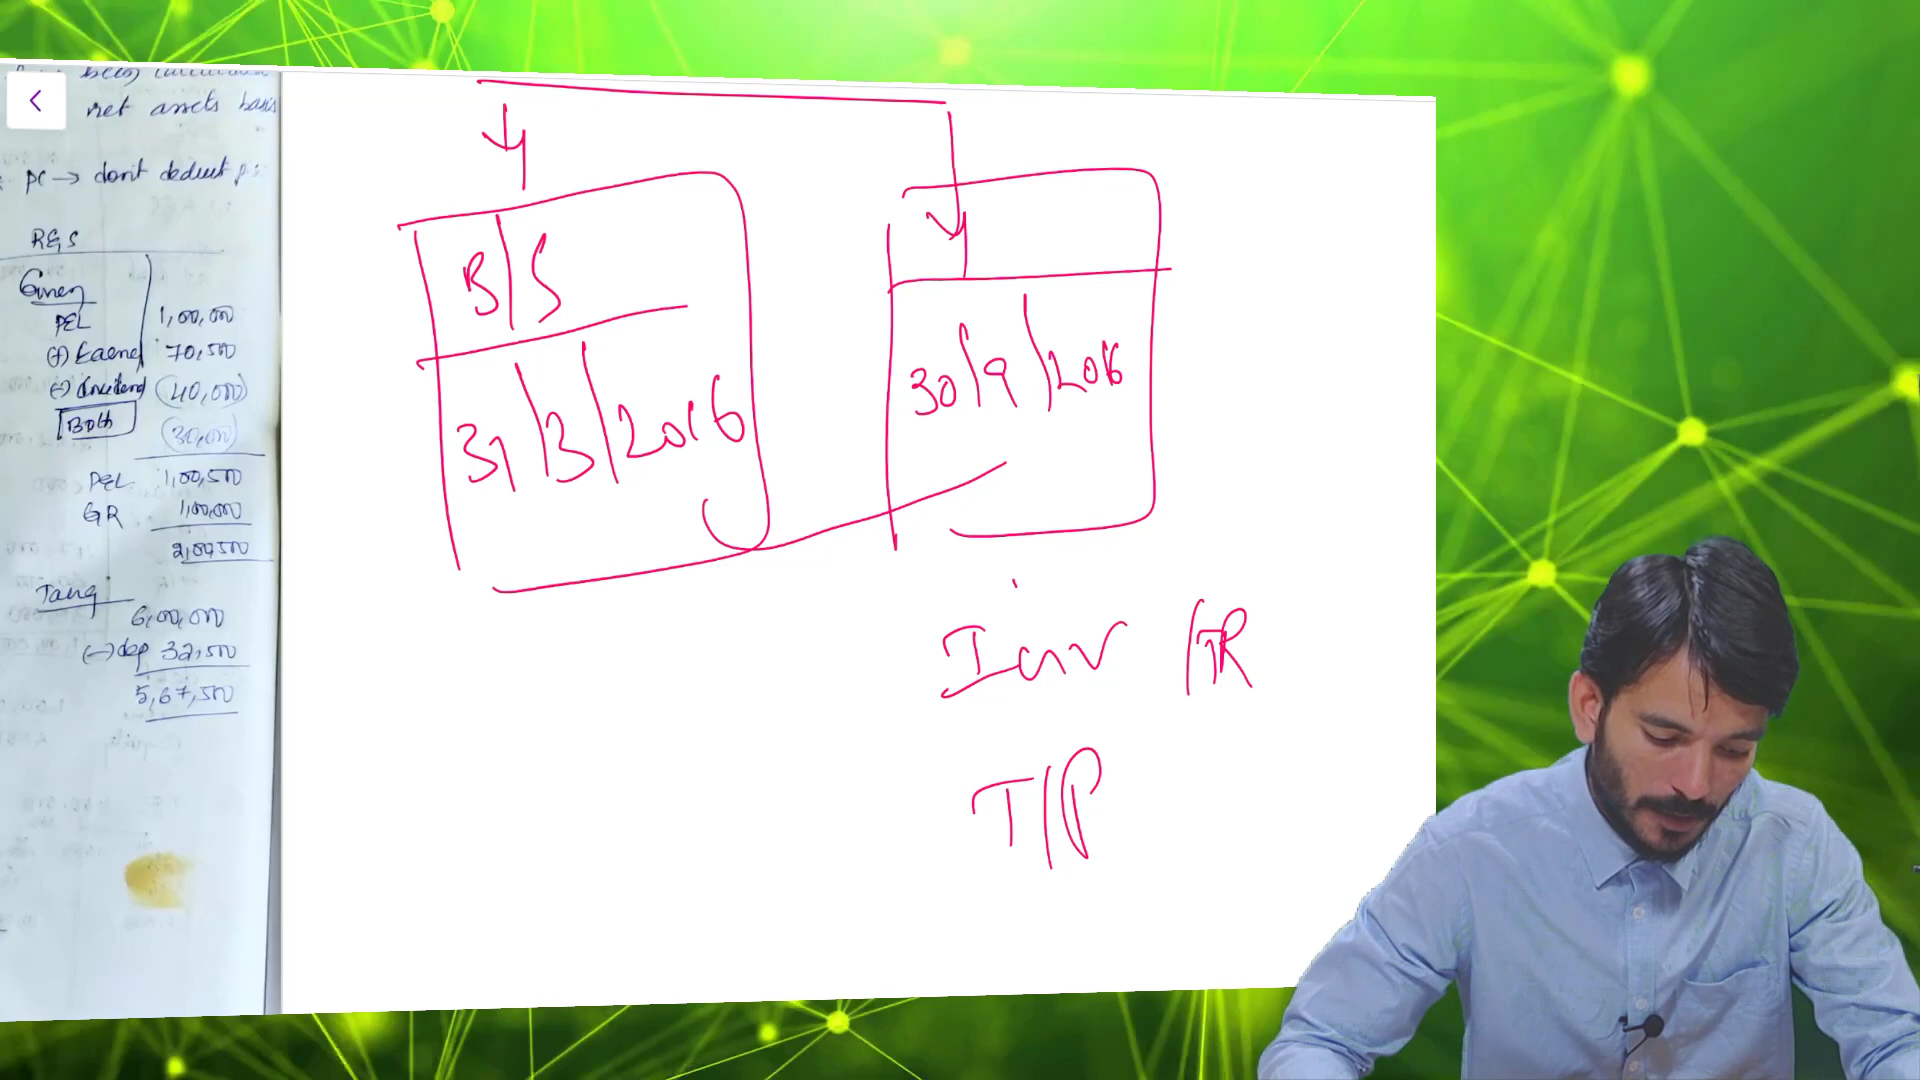 net assets basis
PC → don't deduct
R & S
Given
P&L 1,00,000
(+) Earned 70,500
(-) dividend (40,000)
Both (30,000)
P&L 1,00,500
GR 1,00,000
2,00,500
Tang
6,00,000
(-) dep 32,500
5,67,500
B/S
31/3/2016
30/9/2016
Inv GR
T/P